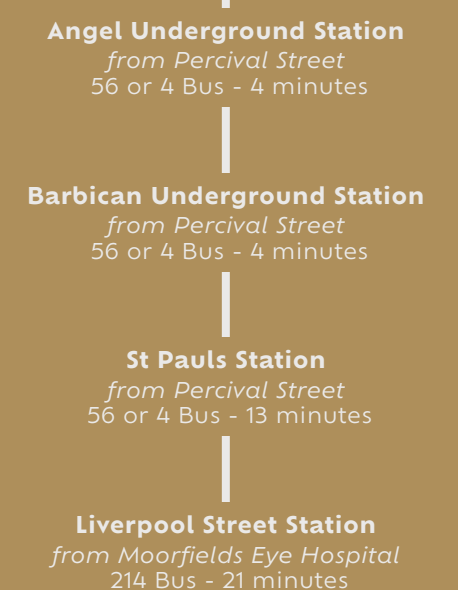 Angel Underground Station
from Percival Street
56 or 4 Bus - 4 minutes
Barbican Underground Station
from Percival Street
56 or 4 Bus - 4 minutes
St Pauls Station
from Percival Street
56 or 4 Bus - 13 minutes
Liverpool Street Station
from Moorfields Eye Hospital
214 Bus - 21 minutes